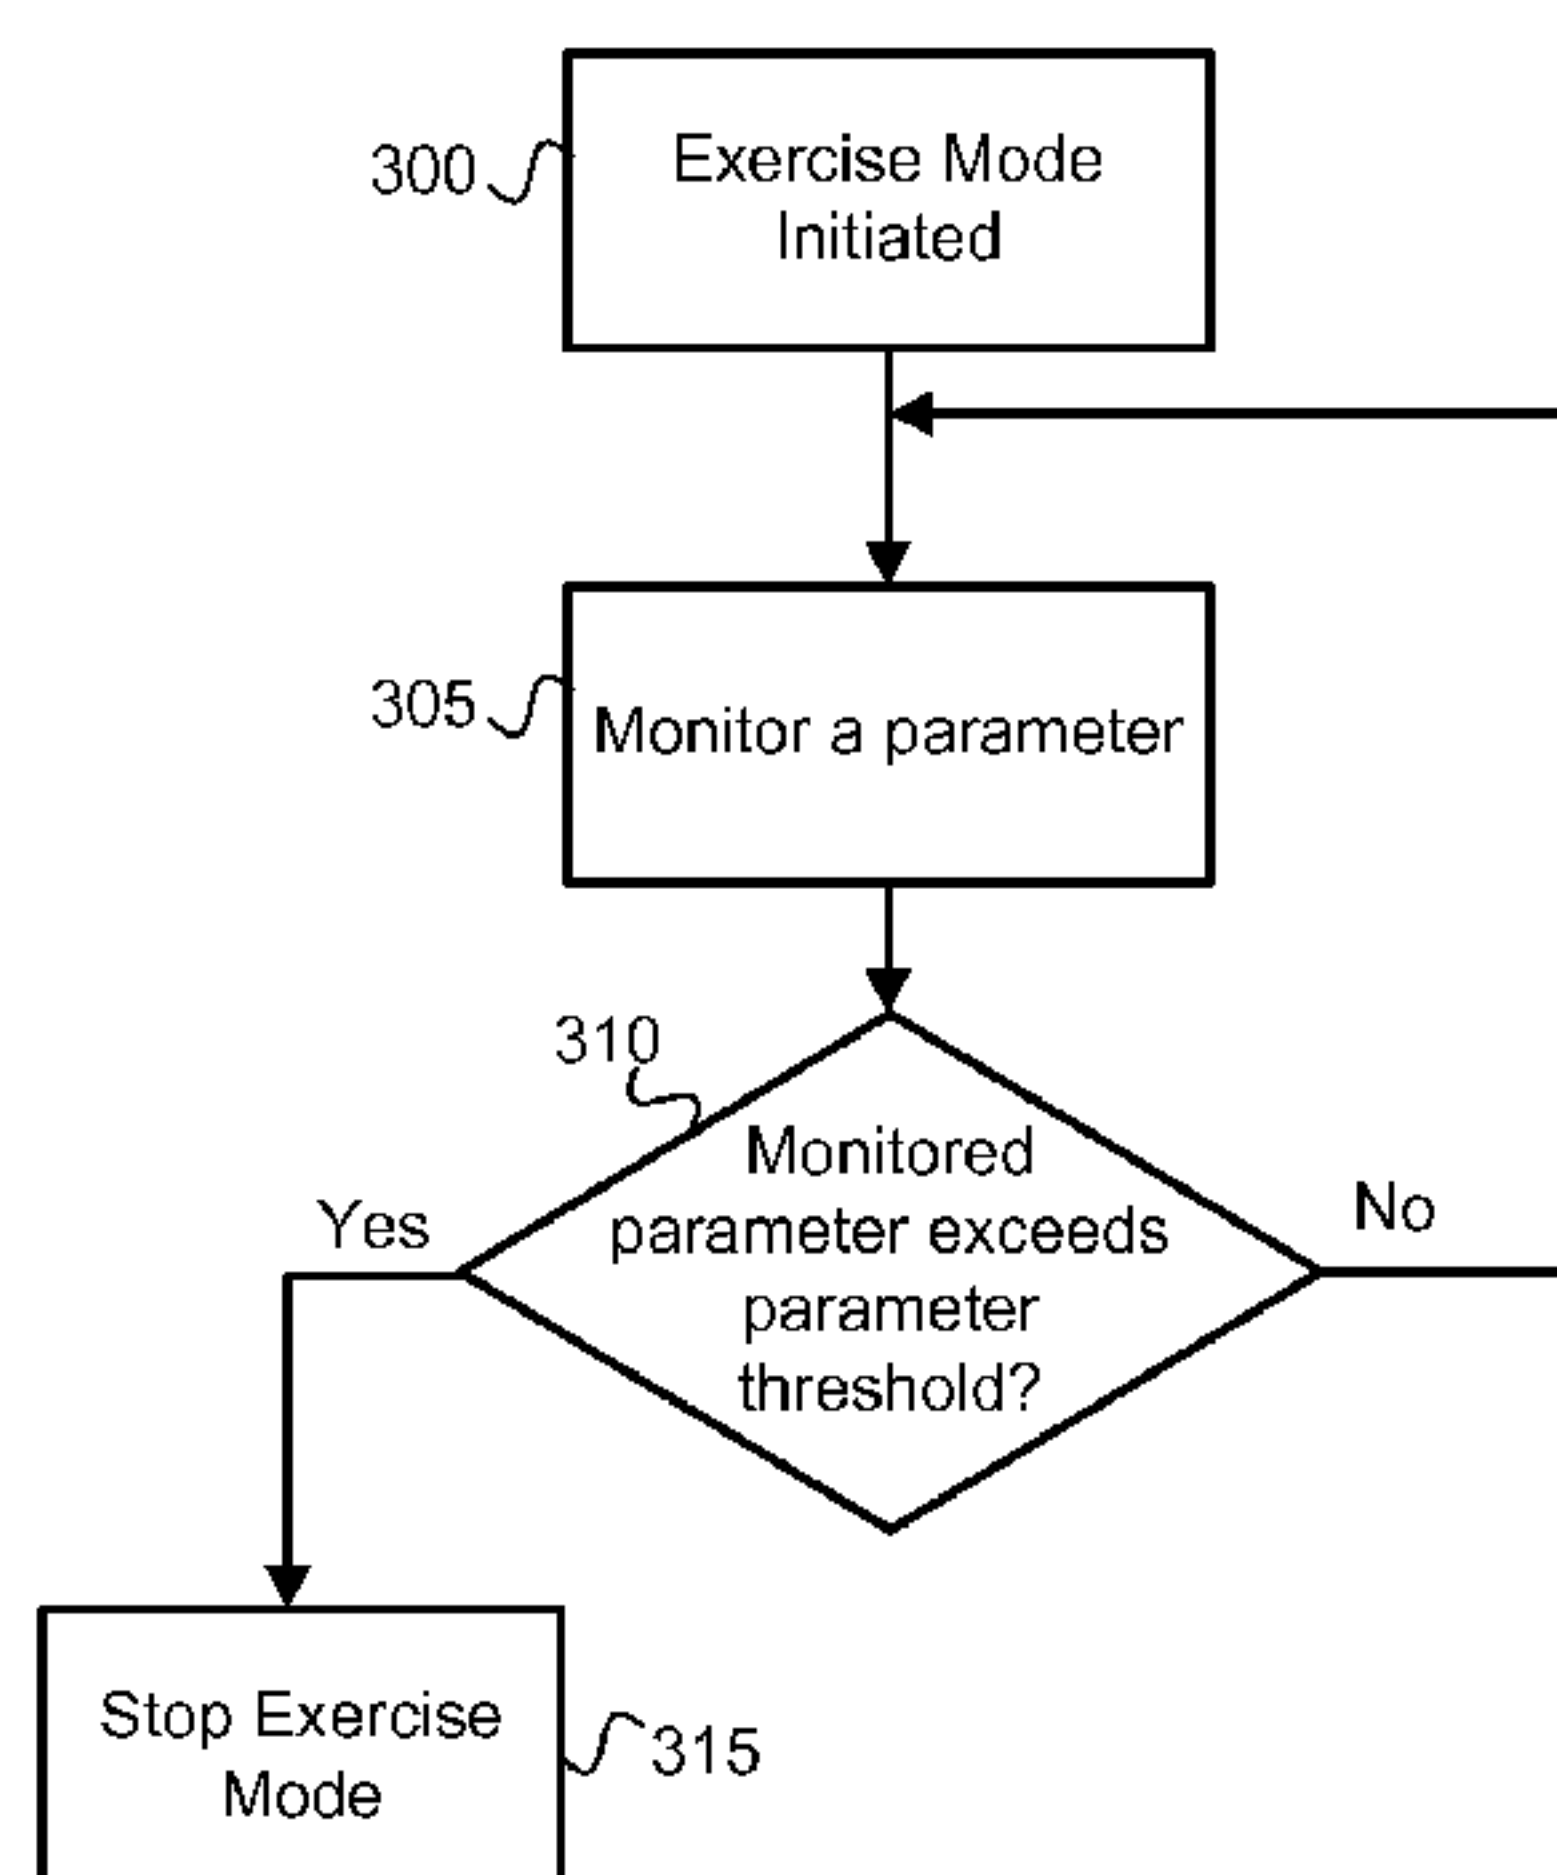 300
Exercise Mode
Initiated
305
Monitor a parameter
310
Monitored
parameter exceeds
parameter
threshold?
Yes
No
Stop Exercise
Mode
315